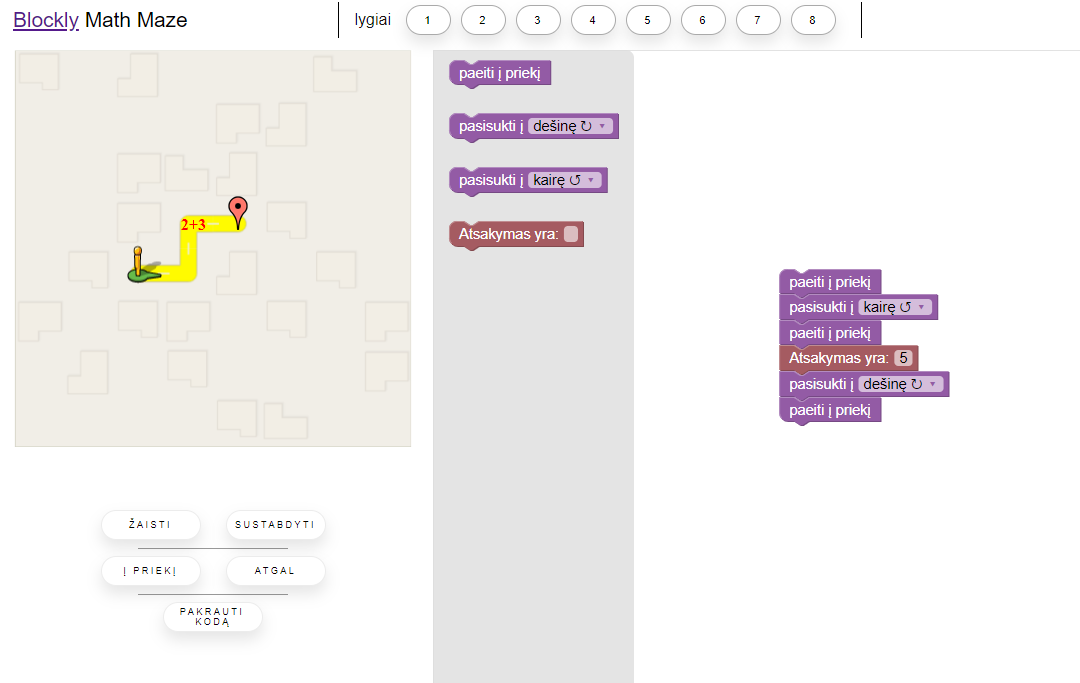 Blockly Math Maze
lygiai 1 2 3 4 5 6 7 8
2+3
ŽAISTI SUSTABDYTI
Į PRIEKĮ ATGAL
PAKRAUTI
KODĄ
paeiti į priekį
pasisukti į dešinę ↻ ▾
pasisukti į kairę ↺ ▾
Atsakymas yra:
paeiti į priekį
pasisukti į kairę ↺ ▾
paeiti į priekį
Atsakymas yra: 5
pasisukti į dešinę ↻ ▾
paeiti į priekį